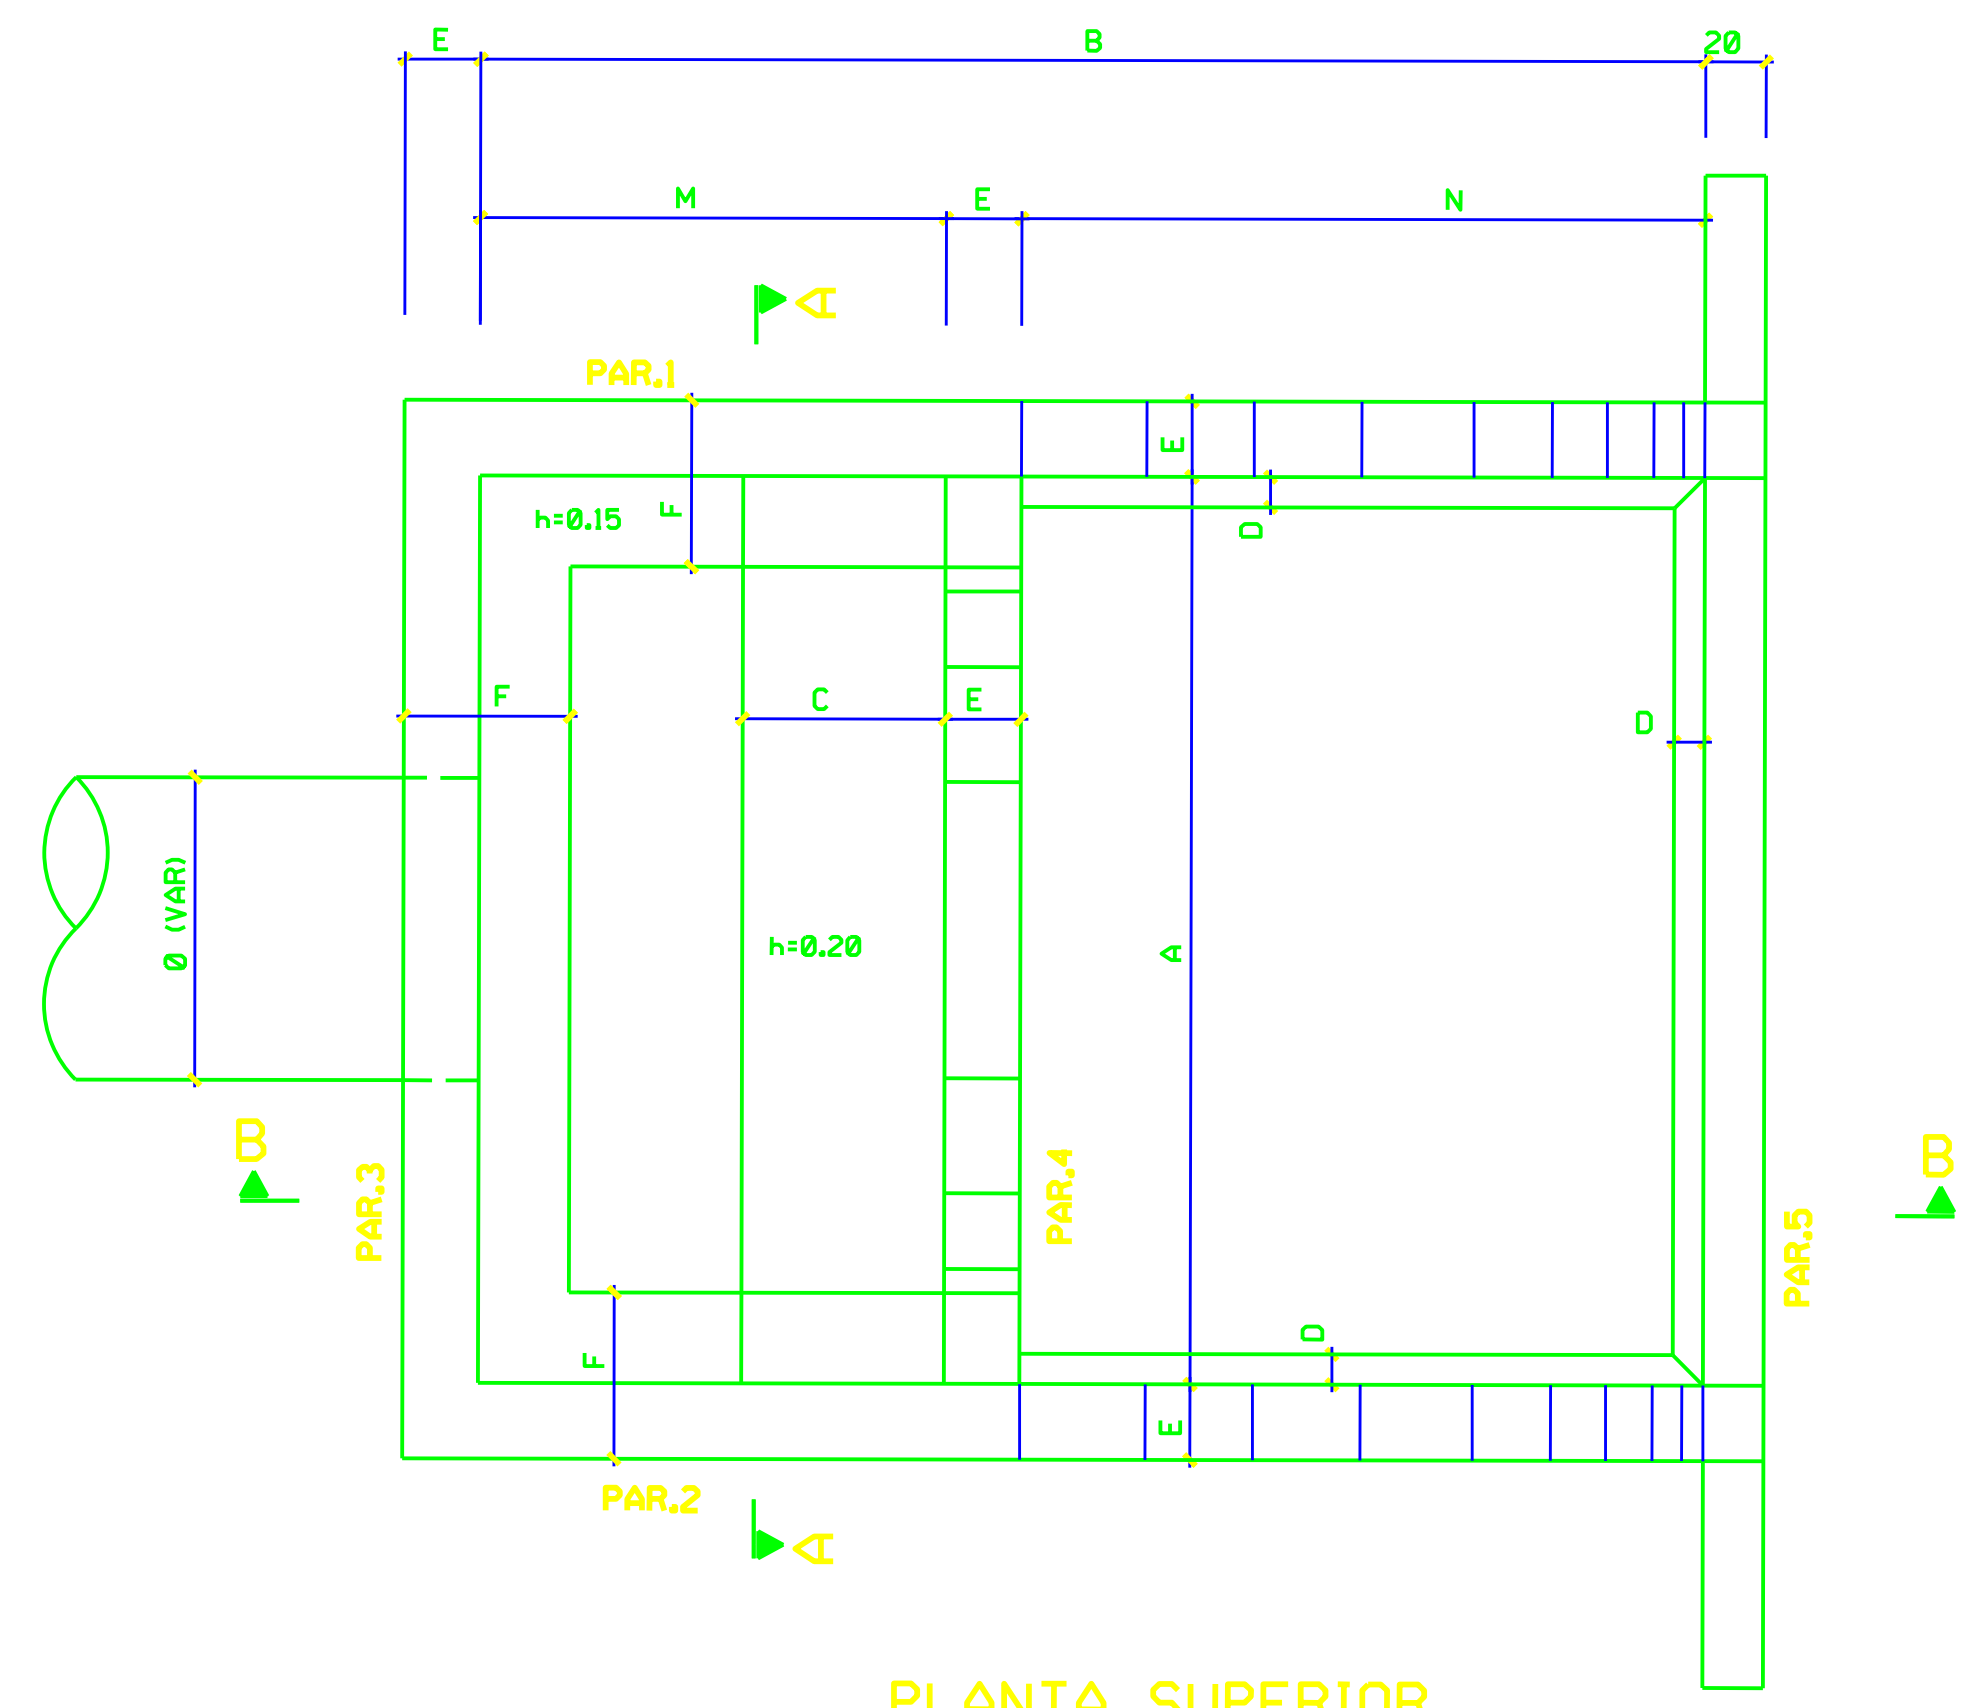 E B 20
M E N
A
PAR.1
E
h=0.15 F
D
F C E
D
Ø (VAR)
h=0.20 A
B B
PAR.3 PAR.4 PAR.5
D
F
E
PAR.2
A
PLANTA SUPERIOR